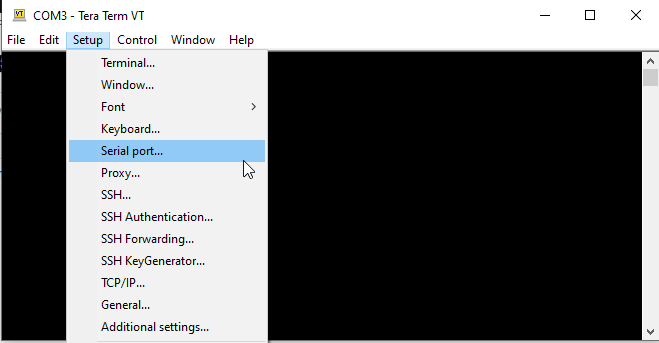 COM3 - Tera Term VT
File Edit Setup Control Window Help
Terminal...
Window...
Font
Keyboard...
Serial port...
Proxy...
SSH...
SSH Authentication...
SSH Forwarding...
SSH KeyGenerator...
TCP/IP...
General...
Additional settings...